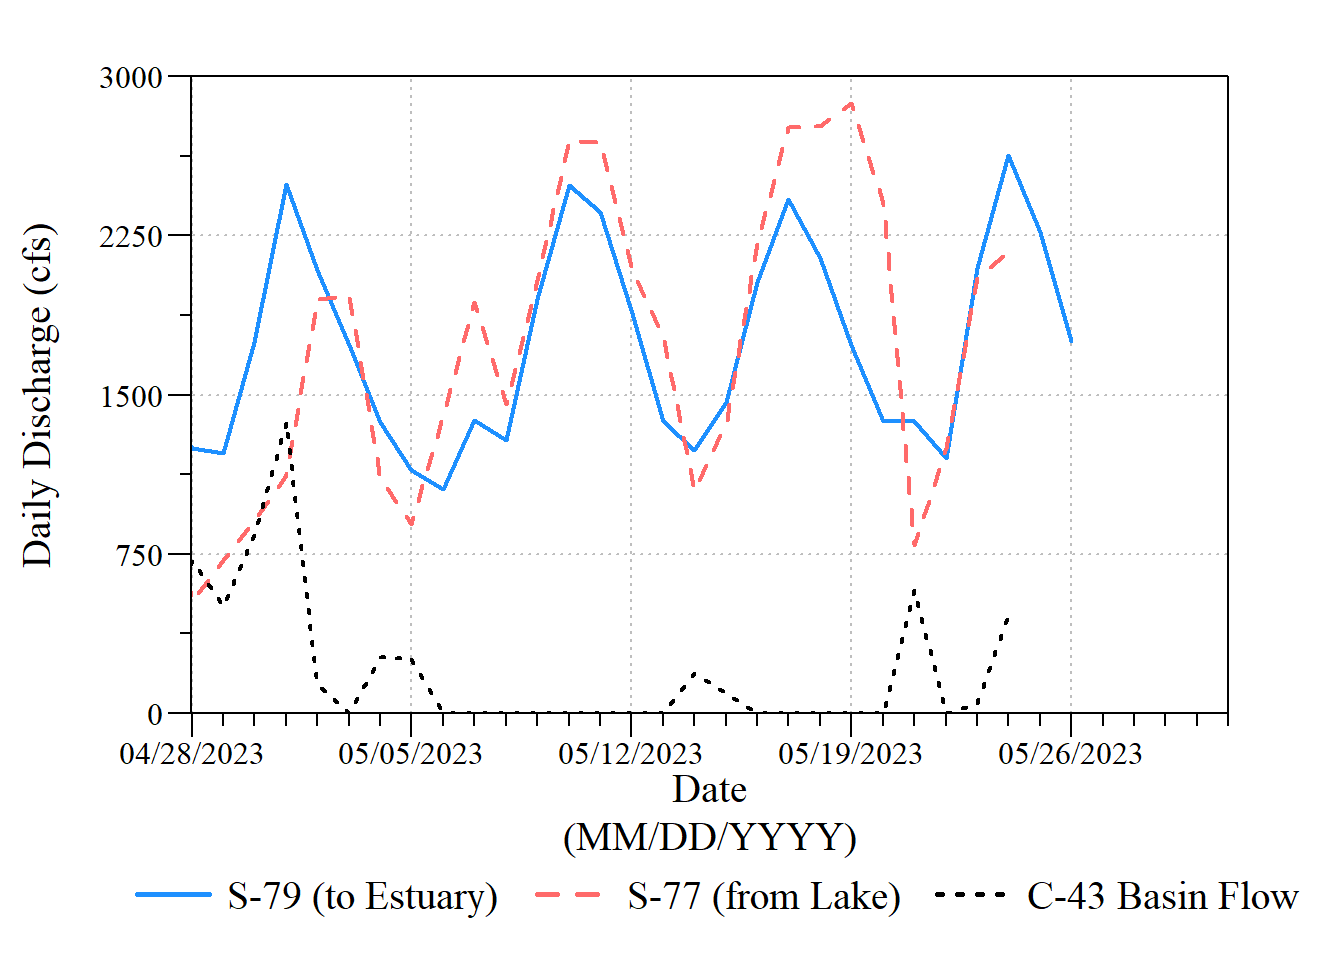 3000
2250
1500
750
0
Daily Discharge (cfs)
04/28/2023 05/05/2023 05/12/2023 05/19/2023 05/26/2023
Date
(MM/DD/YYYY)
S-79 (to Estuary) S-77 (from Lake) C-43 Basin Flow